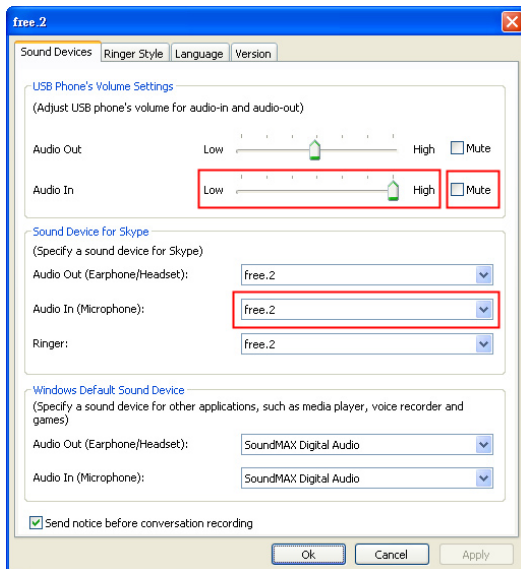 free.2
Sound Devices Ringer Style Language Version
USB Phone's Volume Settings
(Adjust USB phone's volume for audio-in and audio-out)
Audio Out Low High Mute
Audio In Low High Mute
Sound Device for Skype
(Specify a sound device for Skype)
Audio Out (Earphone/Headset): free.2
Audio In (Microphone): free.2
Ringer: free.2
Windows Default Sound Device
(Specify a sound device for other applications, such as media player, voice recorder and
games)
Audio Out (Earphone/Headset): SoundMAX Digital Audio
Audio In (Microphone): SoundMAX Digital Audio
Send notice before conversation recording
Ok Cancel Apply